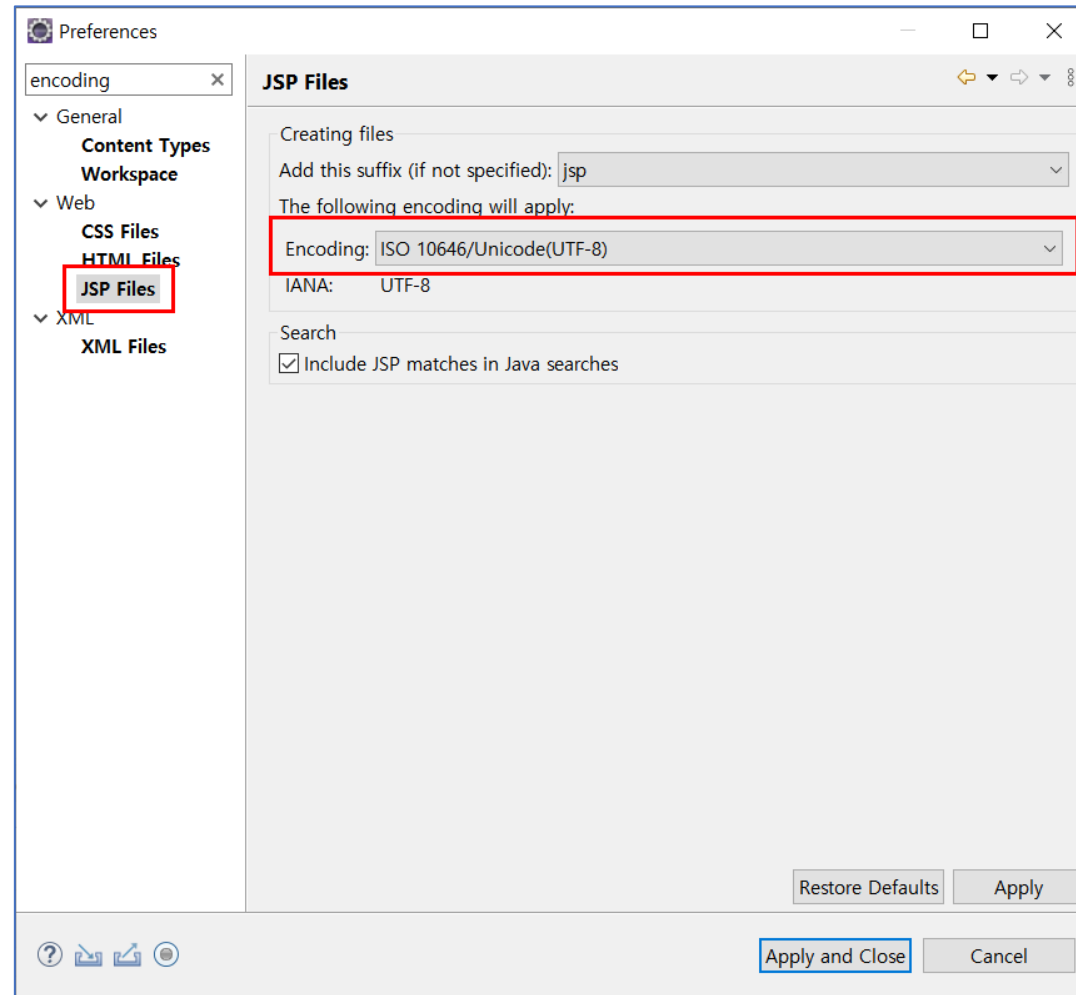 Preferences
encoding
General
Content Types
Workspace
Web
CSS Files
HTML Files
JSP Files
XML
XML Files
JSP Files
Creating files
Add this suffix (if not specified): jsp
The following encoding will apply:
Encoding: ISO 10646/Unicode(UTF-8)
IANA: UTF-8
Search
Include JSP matches in Java searches
Restore Defaults Apply
Apply and Close Cancel